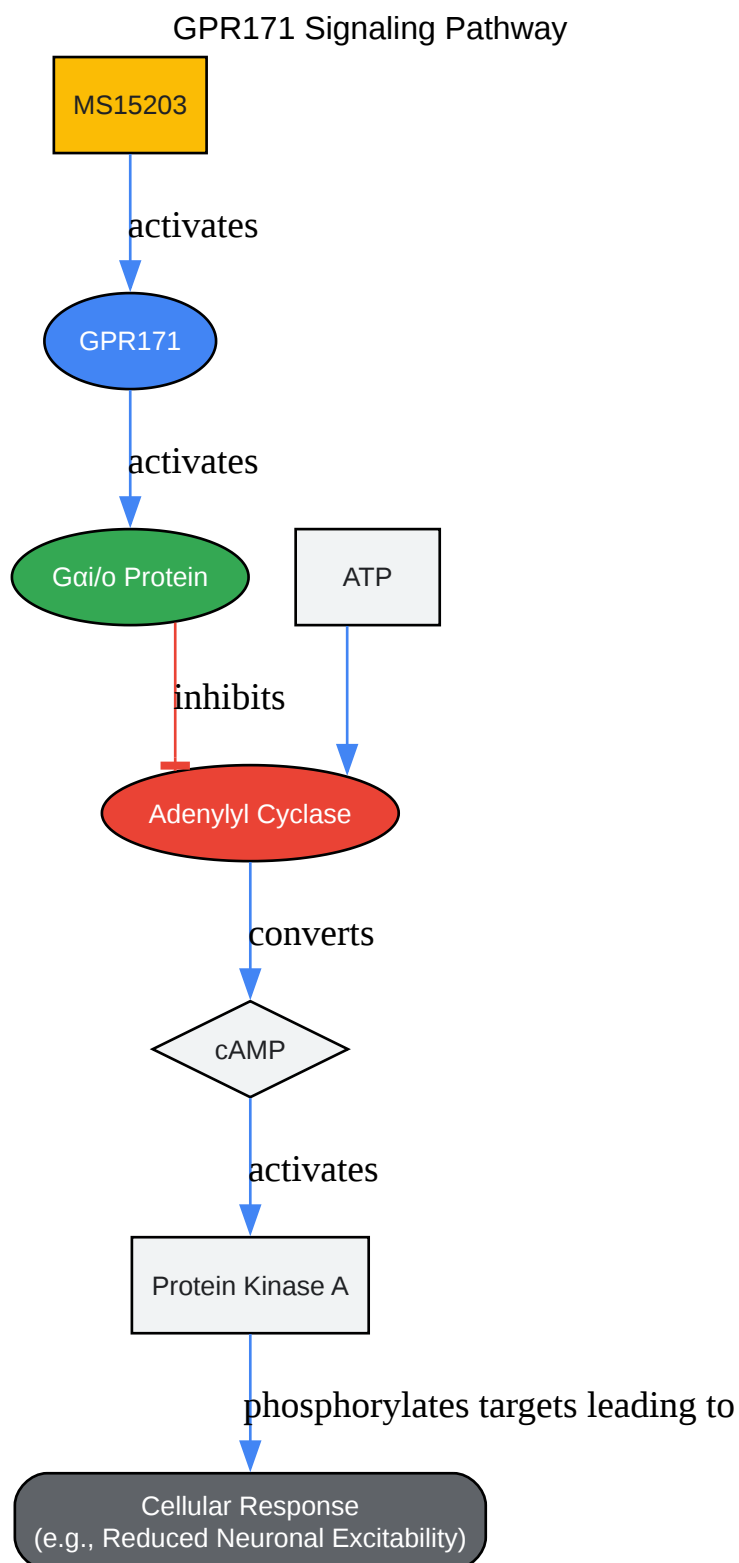 GPR171 Signaling Pathway
MS15203
activates
GPR171
activates
Gαi/o Protein
ATP
inhibits
Adenylyl Cyclase
converts
cAMP
activates
Protein Kinase A
phosphorylates targets leading to
Cellular Response
(e.g., Reduced Neuronal Excitability)